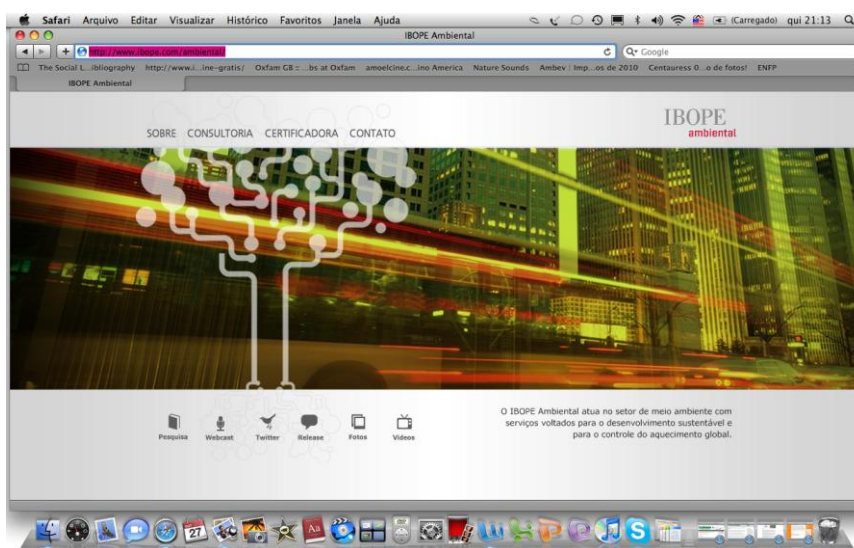 Safari Arquivo Editar Visualizar Histórico Favoritos Janela Ajuda (Carregado) qui 21:13
IBOPE Ambiental
http://www.ibope.com/ambiental/
Google
The Social L...ibliography http://www.i...ine-gratis/ Oxfam GB :...bs at Oxfam amoelcine.c...ino America Nature Sounds Ambev | Imp...os de 2010 Centauress 0...o de fotos! ENFP
IBOPE Ambiental
SOBRE CONSULTORIA CERTIFICADORA CONTATO
IBOPE
ambiental
Pesquisa Webcast Twitter Release Fotos Videos
O IBOPE Ambiental atua no setor de meio ambiente com
serviços voltados para o desenvolvimento sustentável e
para o controle do aquecimento global.
27
Aa